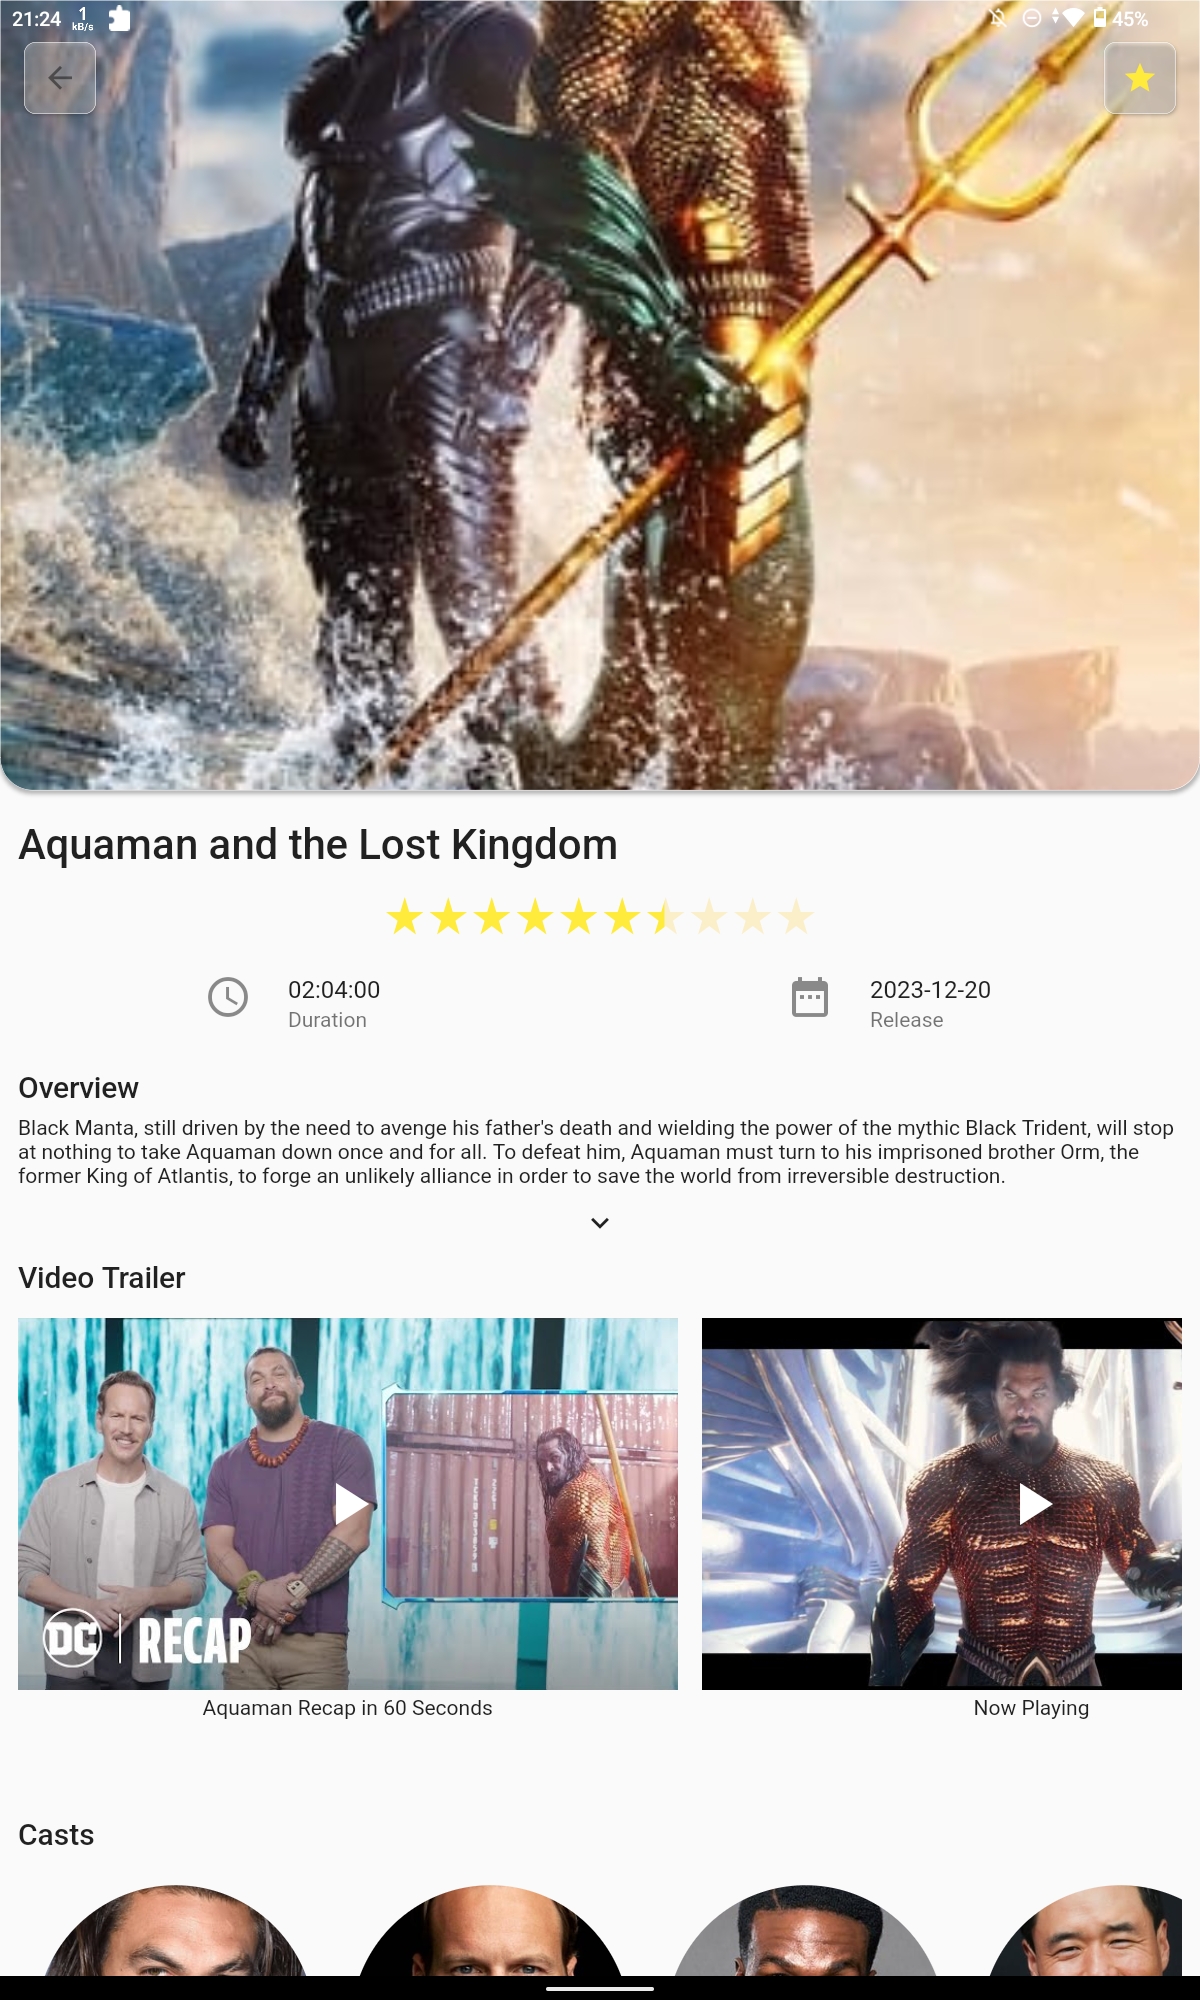 21:24
1
kB/s
45%
Aquaman and the Lost Kingdom
02:04:00
Duration
2023-12-20
Release
Overview
Black Manta, still driven by the need to avenge his father's death and wielding the power of the mythic Black Trident, will stop
at nothing to take Aquaman down once and for all. To defeat him, Aquaman must turn to his imprisoned brother Orm, the
former King of Atlantis, to forge an unlikely alliance in order to save the world from irreversible destruction.
Video Trailer
DC | RECAP
Aquaman Recap in 60 Seconds
Now Playing
Casts